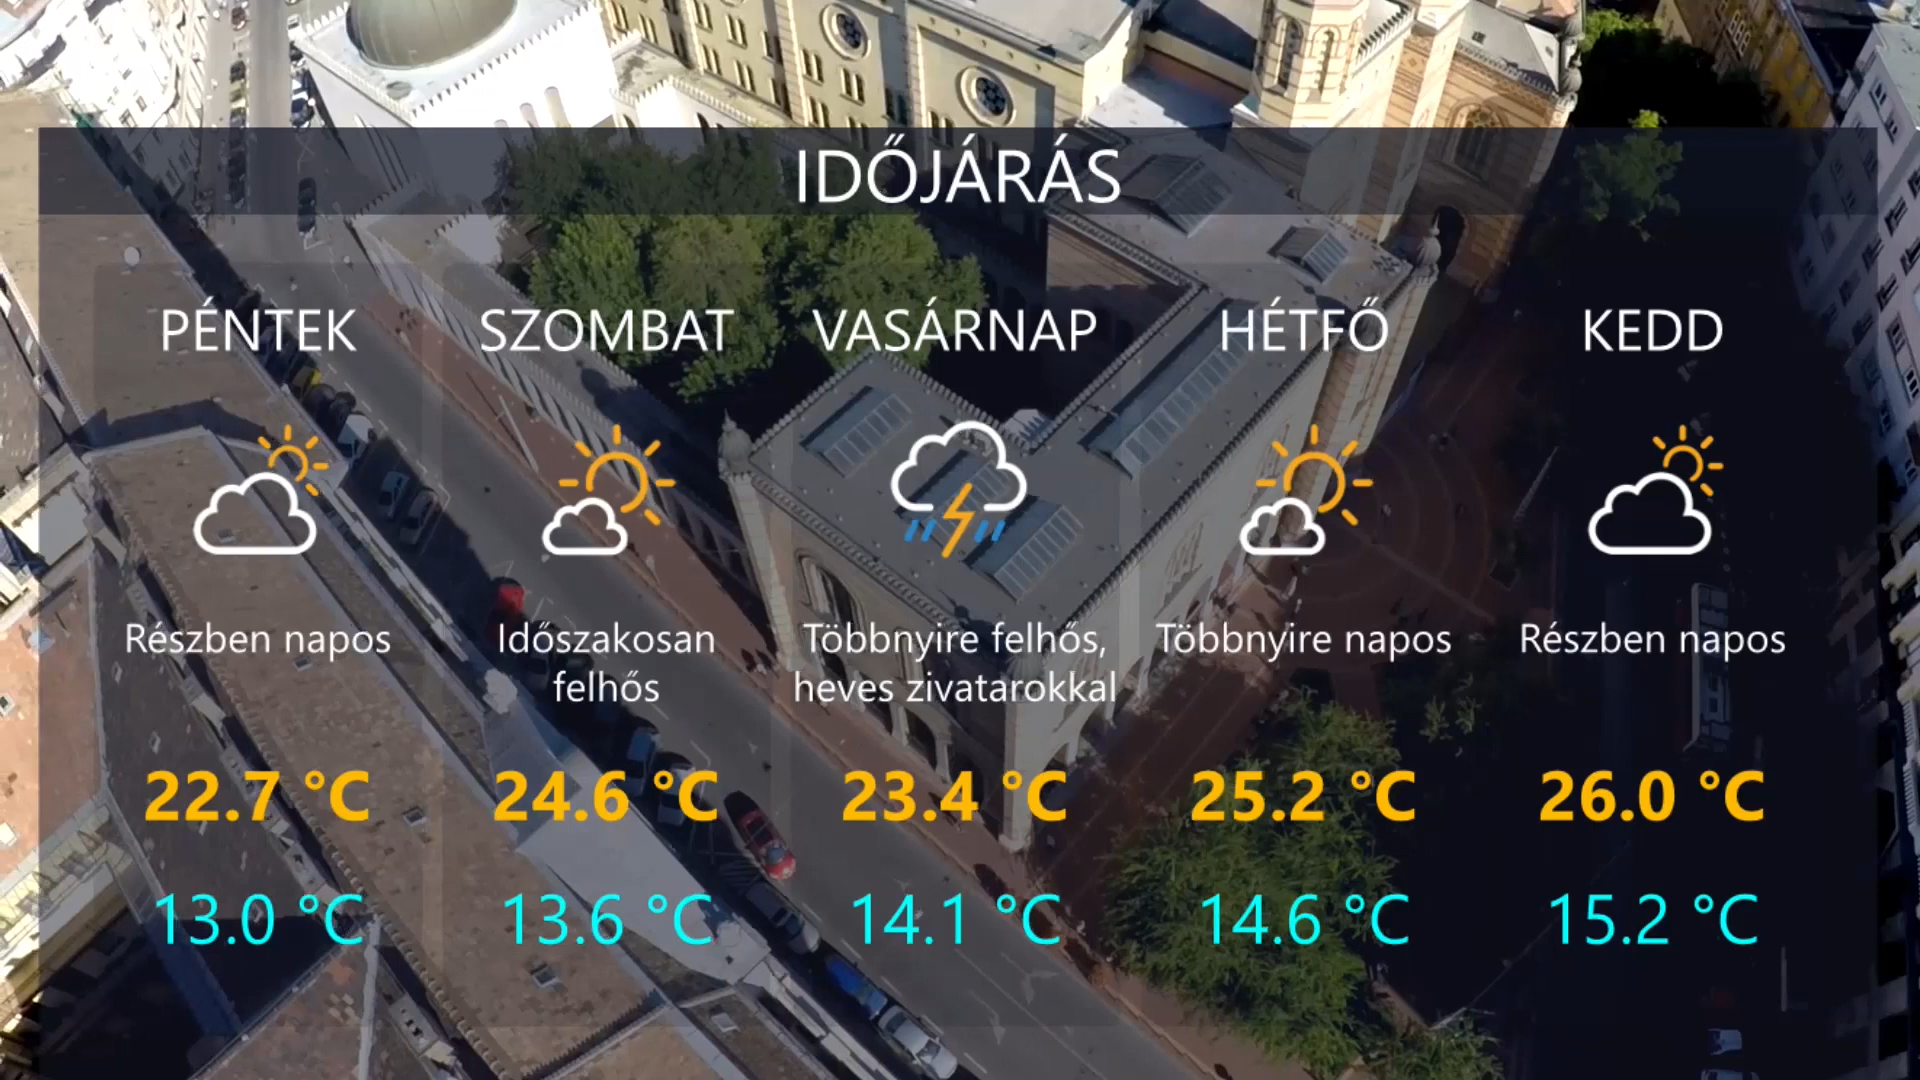 IDŐJÁRÁS
PÉNTEK
SZOMBAT
VASÁRNAP
HÉTFŐ
KEDD
Részben napos
Időszakosan
felhős
Többnyire felhős,
heves zivatarokkal
Többnyire napos
Részben napos
22.7 °C
24.6 °C
23.4 °C
25.2 °C
26.0 °C
13.0 °C
13.6 °C
14.1 °C
14.6 °C
15.2 °C